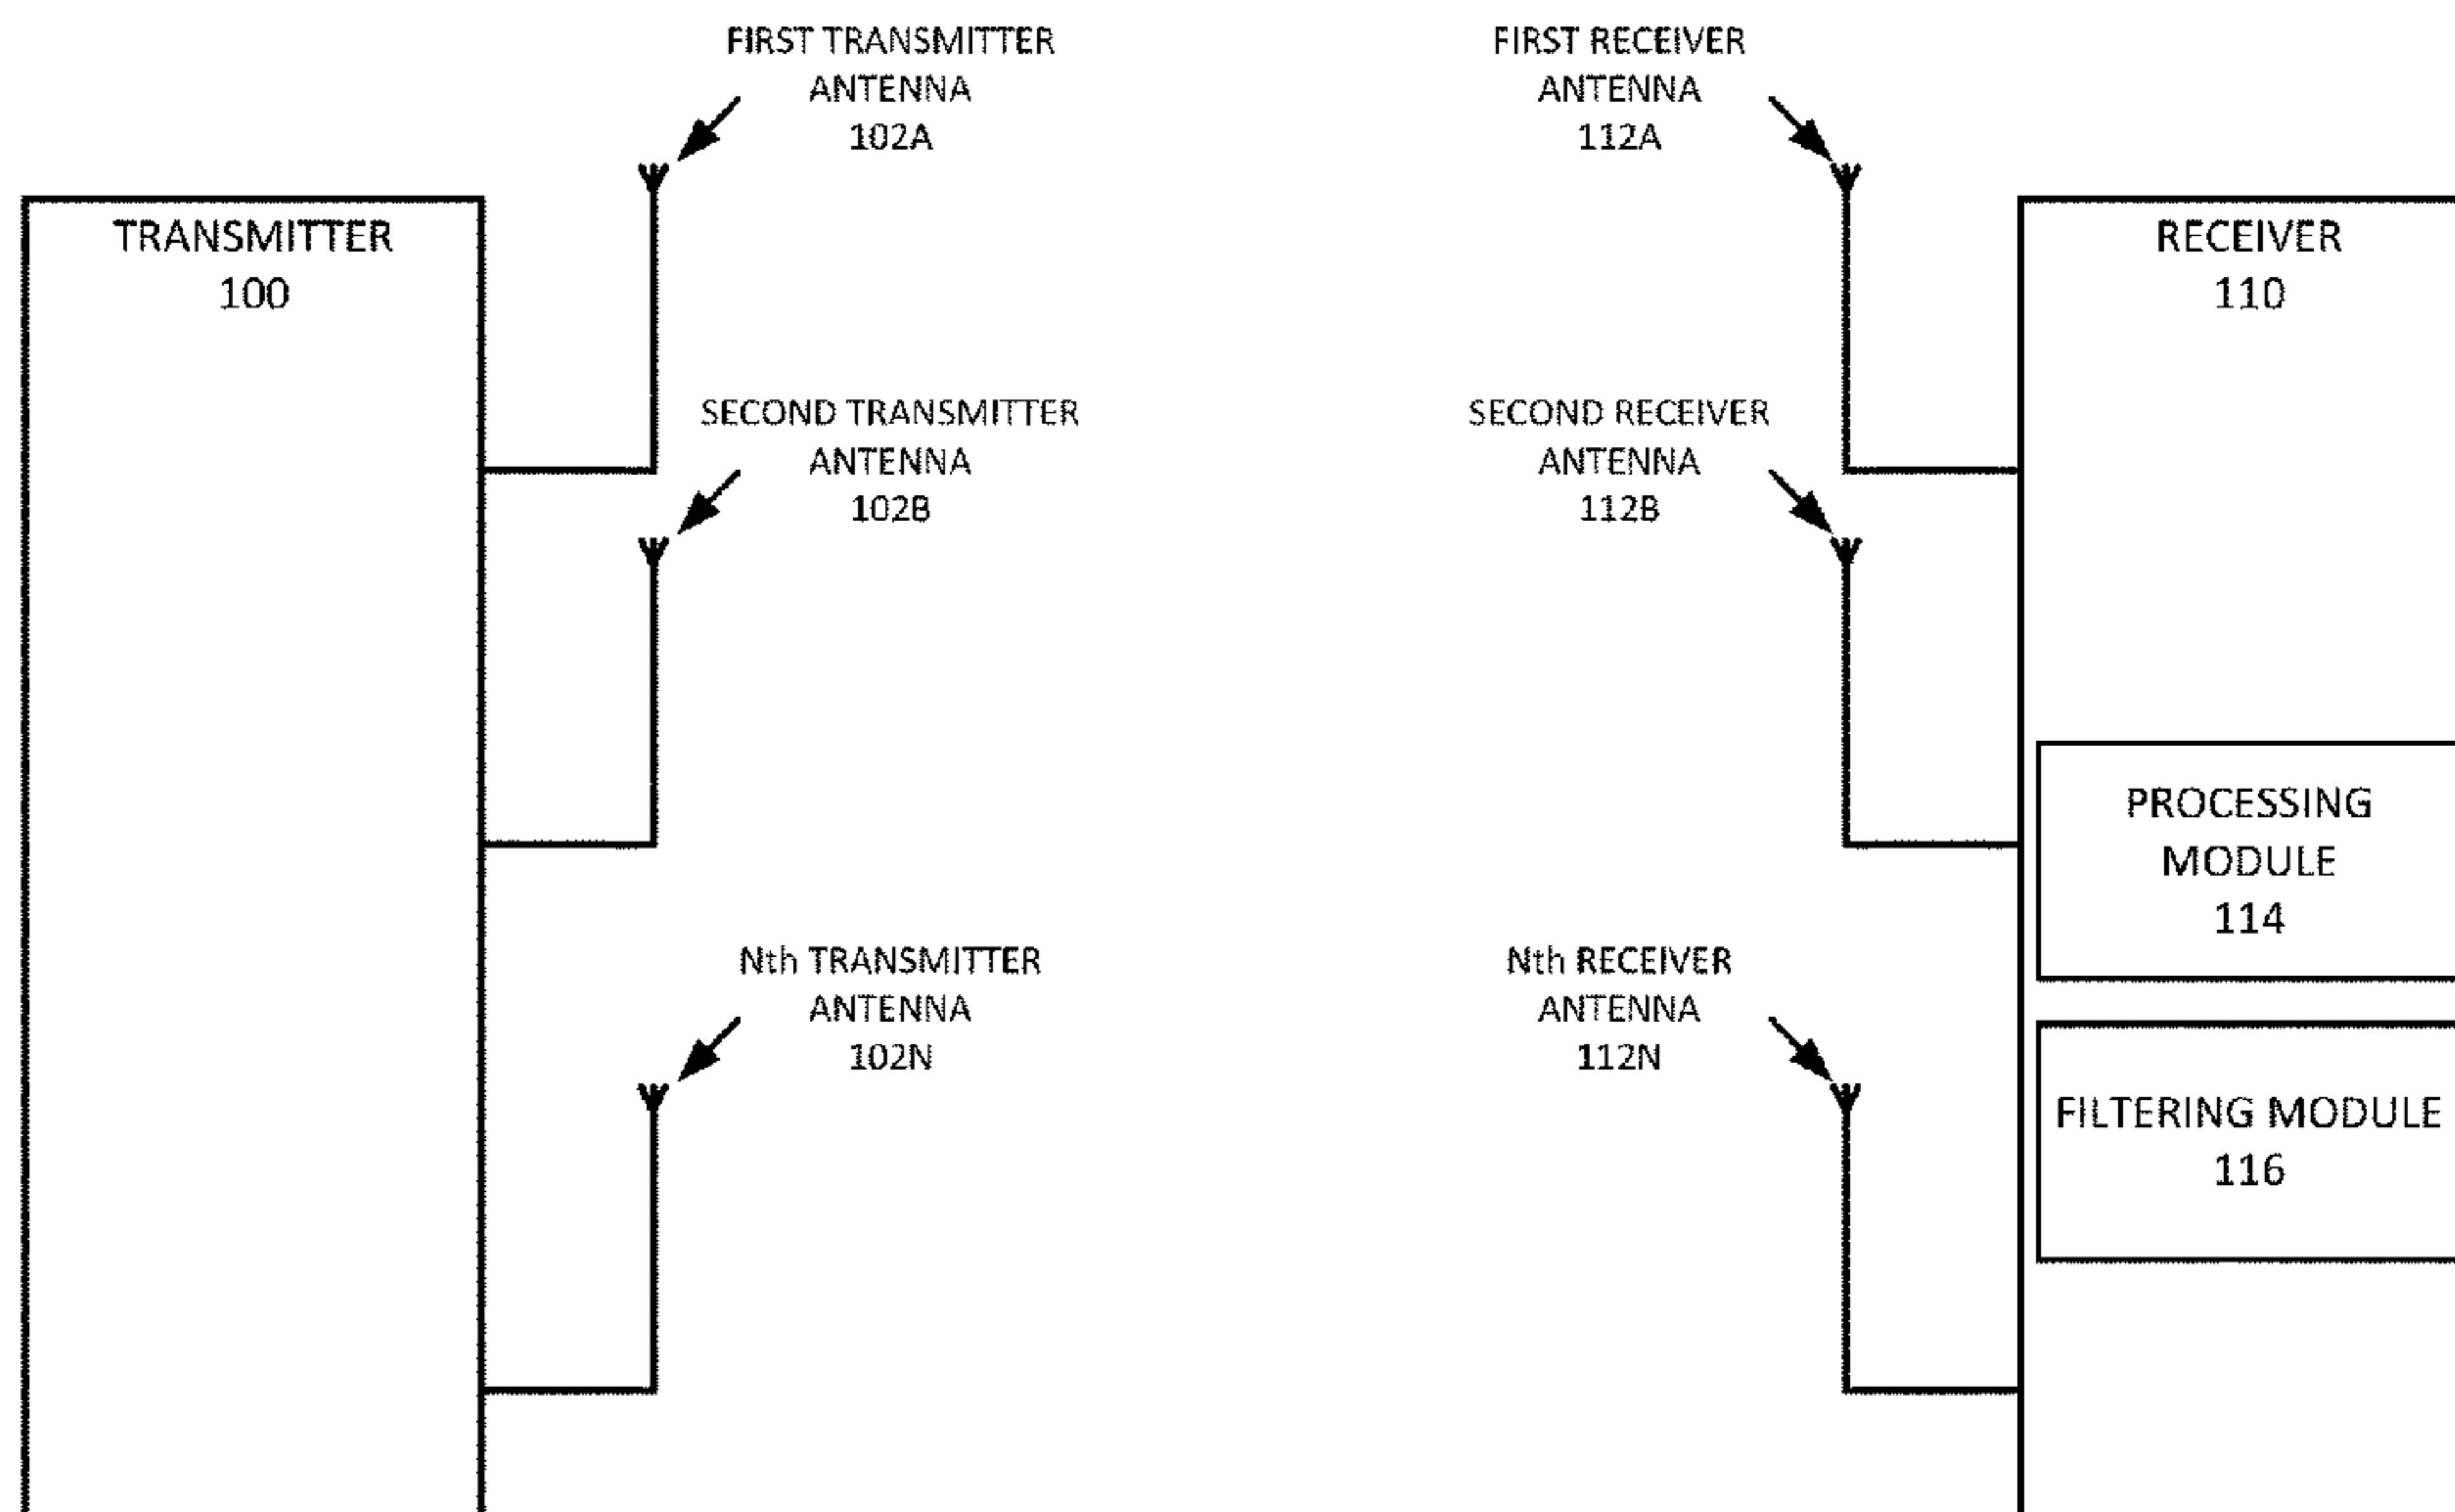 FIRST TRANSMITTER
ANTENNA
102A
FIRST RECEIVER
ANTENNA
112A
TRANSMITTER
100
RECEIVER
110
SECOND TRANSMITTER
ANTENNA
102B
SECOND RECEIVER
ANTENNA
112B
PROCESSING
MODULE
114
Nth TRANSMITTER
ANTENNA
102N
Nth RECEIVER
ANTENNA
112N
FILTERING MODULE
116